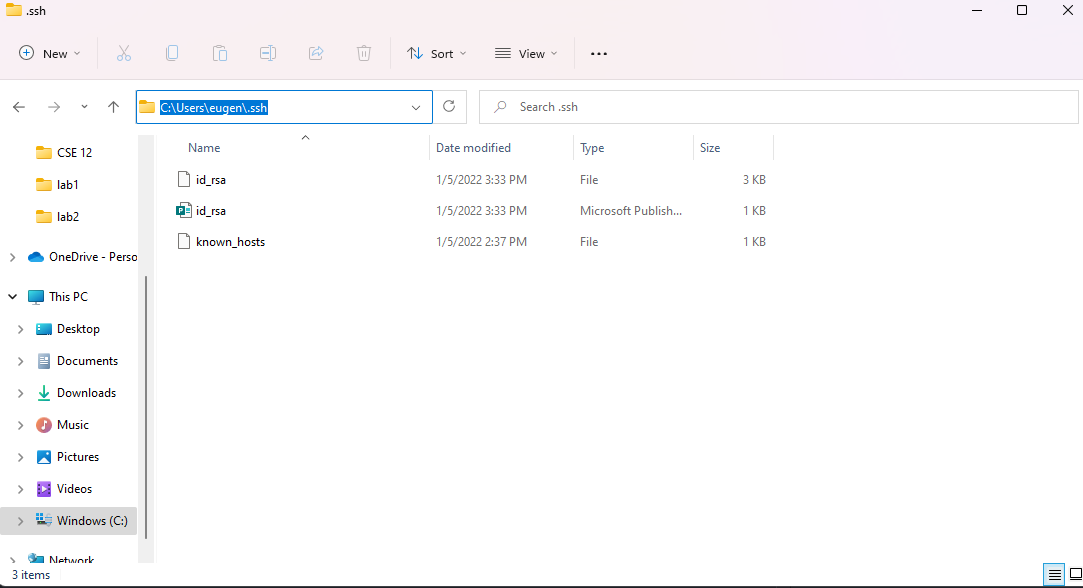 .ssh
New Sort View
C:\Users\eugen\.ssh Search .ssh
Name Date modified Type Size
CSE 12
lab1
lab2
OneDrive - Perso
This PC
Desktop
Documents
Downloads
Music
Pictures
Videos
Windows (C:)
Network
id_rsa 1/5/2022 3:33 PM File 3 KB
id_rsa 1/5/2022 3:33 PM Microsoft Publish... 1 KB
known_hosts 1/5/2022 2:37 PM File 1 KB
3 items